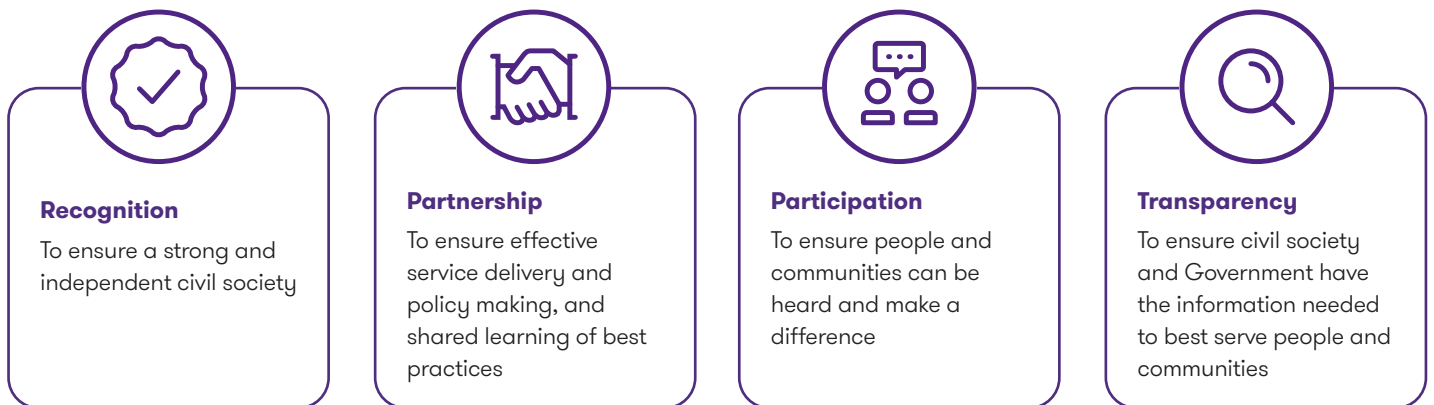 Recognition
To ensure a strong and
independent civil society
Partnership
To ensure effective
service delivery and
policy making, and
shared learning of best
practices
Participation
To ensure people and
communities can be
heard and make a
difference
Transparency
To ensure civil society
and Government have
the information needed
to best serve people and
communities